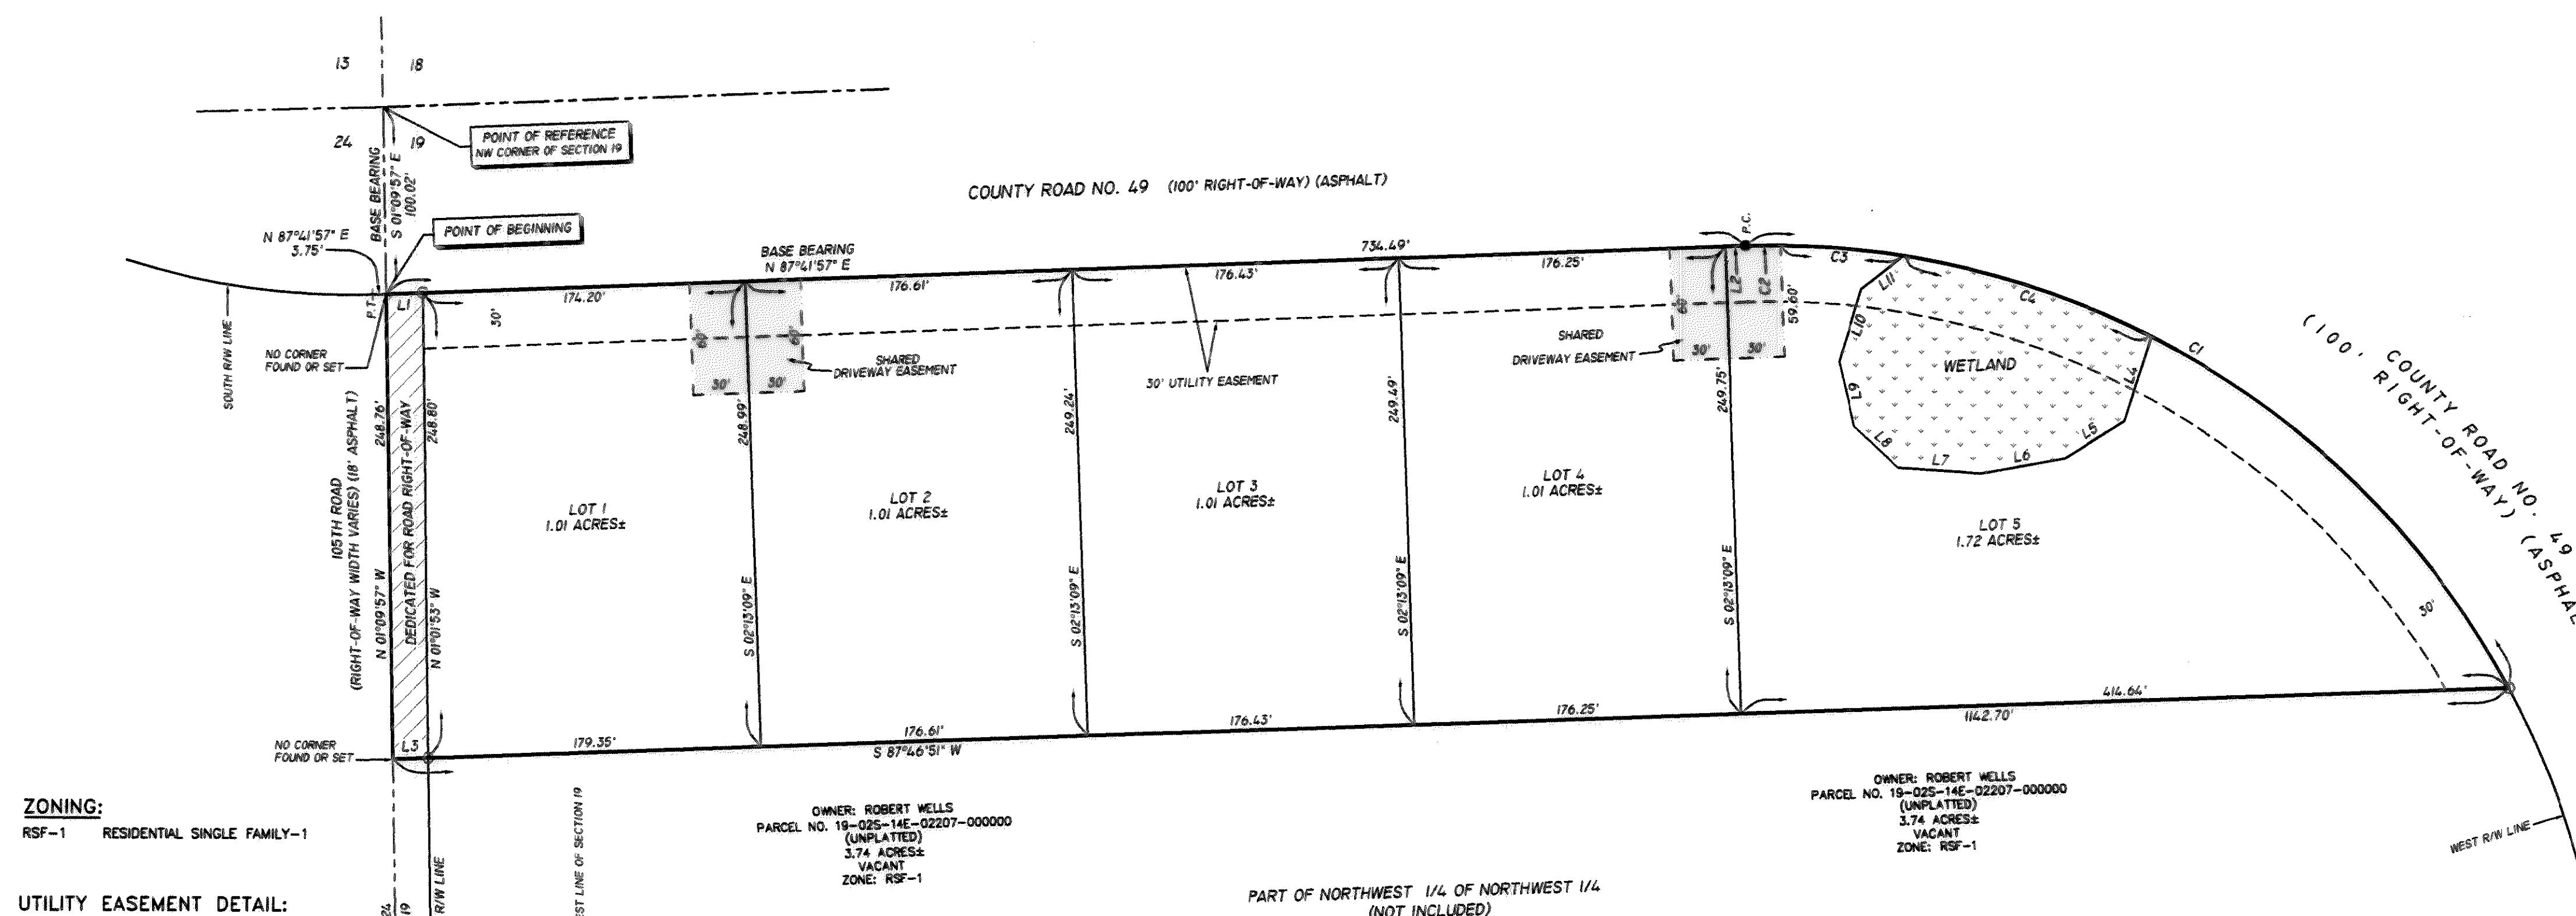 13
18
24
19
POINT OF REFERENCE
NW CORNER OF SECTION 19
BASE BEARING
S 01°09'57" E
100.02'
N 87°41'57" E
3.75'
POINT OF BEGINNING
COUNTY ROAD NO. 49 (100' RIGHT-OF-WAY) (ASPHALT)
BASE BEARING
N 87°41'57" E
734.49'
P.C.
P.T.
SOUTH R/W LINE
NO CORNER
FOUND OR SET
L1
174.20'
176.61'
176.43'
176.25'
30'
60'
60'
30'
30'
SHARED
DRIVEWAY EASEMENT
30' UTILITY EASEMENT
SHARED
DRIVEWAY EASEMENT
60'
L2
C2
59.60'
30'
30'
C3
C4
C1
L11
L10
L9
L8
L7
L6
L5
L4
WETLAND
(100' RIGHT-OF-WAY) (ASPHAL
COUNTY ROAD NO. 49
105TH ROAD
(RIGHT-OF-WAY WIDTH VARIES) (18' ASPHALT)
N 01°09'57" W
248.76'
DEDICATED FOR ROAD RIGHT-OF-WAY
N 01°01'53" W
248.80'
LOT 1
1.01 ACRES±
S 02°13'09" E
248.99'
LOT 2
1.01 ACRES±
S 02°13'09" E
249.24'
LOT 3
1.01 ACRES±
S 02°13'09" E
249.49'
LOT 4
1.01 ACRES±
S 02°13'09" E
249.75'
LOT 5
1.72 ACRES±
30'
NO CORNER
FOUND OR SET
L3
179.35'
176.61'
S 87°46'51" W
176.43'
176.25'
1142.70'
414.64'
ZONING:
RSF-1 RESIDENTIAL SINGLE FAMILY-1
UTILITY EASEMENT DETAIL:
24
19
R/W LINE
ST LINE OF SECTION 19
OWNER: ROBERT WELLS
PARCEL NO. 19-02S-14E-02207-000000
(UNPLATTED)
3.74 ACRES±
VACANT
ZONE: RSF-1
OWNER: ROBERT WELLS
PARCEL NO. 19-02S-14E-02207-000000
(UNPLATTED)
3.74 ACRES±
VACANT
ZONE: RSF-1
PART OF NORTHWEST 1/4 OF NORTHWEST 1/4
(NOT INCLUDED)
WEST R/W LINE